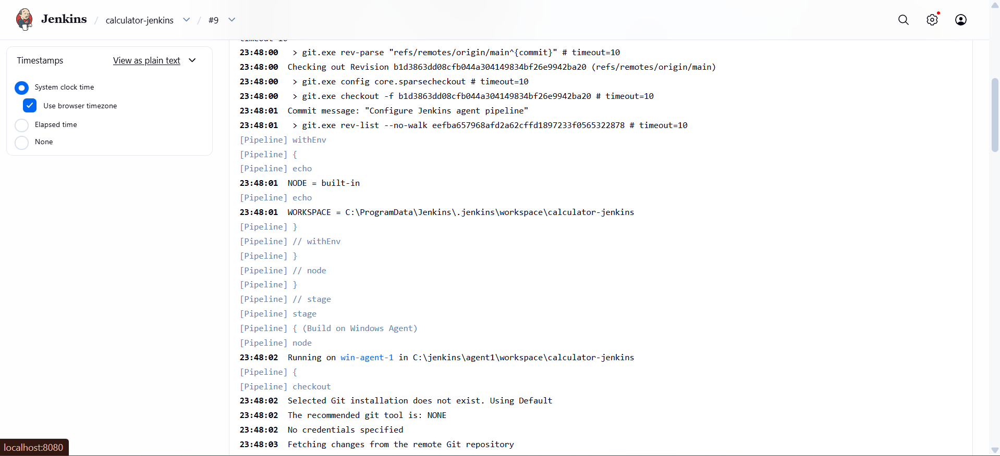 Jenkins / calculator-jenkins / #9
Timestamps View as plain text
System clock time
Use browser timezone
Elapsed time
None
timeout=10
23:48:00 > git.exe rev-parse "refs/remotes/origin/main^{commit}" # timeout=10
23:48:00 Checking out Revision b1d3863dd08cfb044a304149834bf26e9942ba20 (refs/remotes/origin/main)
23:48:00 > git.exe config core.sparsecheckout # timeout=10
23:48:00 > git.exe checkout -f b1d3863dd08cfb044a304149834bf26e9942ba20 # timeout=10
23:48:01 Commit message: "Configure Jenkins agent pipeline"
23:48:01 > git.exe rev-list --no-walk eefba657968afd2a62cffd1897233f0565322878 # timeout=10
[Pipeline] withEnv
[Pipeline] {
[Pipeline] echo
23:48:01 NODE = built-in
[Pipeline] echo
23:48:01 WORKSPACE = C:\ProgramData\Jenkins\.jenkins\workspace\calculator-jenkins
[Pipeline] }
[Pipeline] // withEnv
[Pipeline] }
[Pipeline] // node
[Pipeline] }
[Pipeline] // stage
[Pipeline] stage
[Pipeline] { (Build on Windows Agent)
[Pipeline] node
23:48:02 Running on win-agent-1 in C:\jenkins\agent1\workspace\calculator-jenkins
[Pipeline] {
[Pipeline] checkout
23:48:02 Selected Git installation does not exist. Using Default
23:48:02 The recommended git tool is: NONE
23:48:02 No credentials specified
23:48:03 Fetching changes from the remote Git repository
localhost:8080